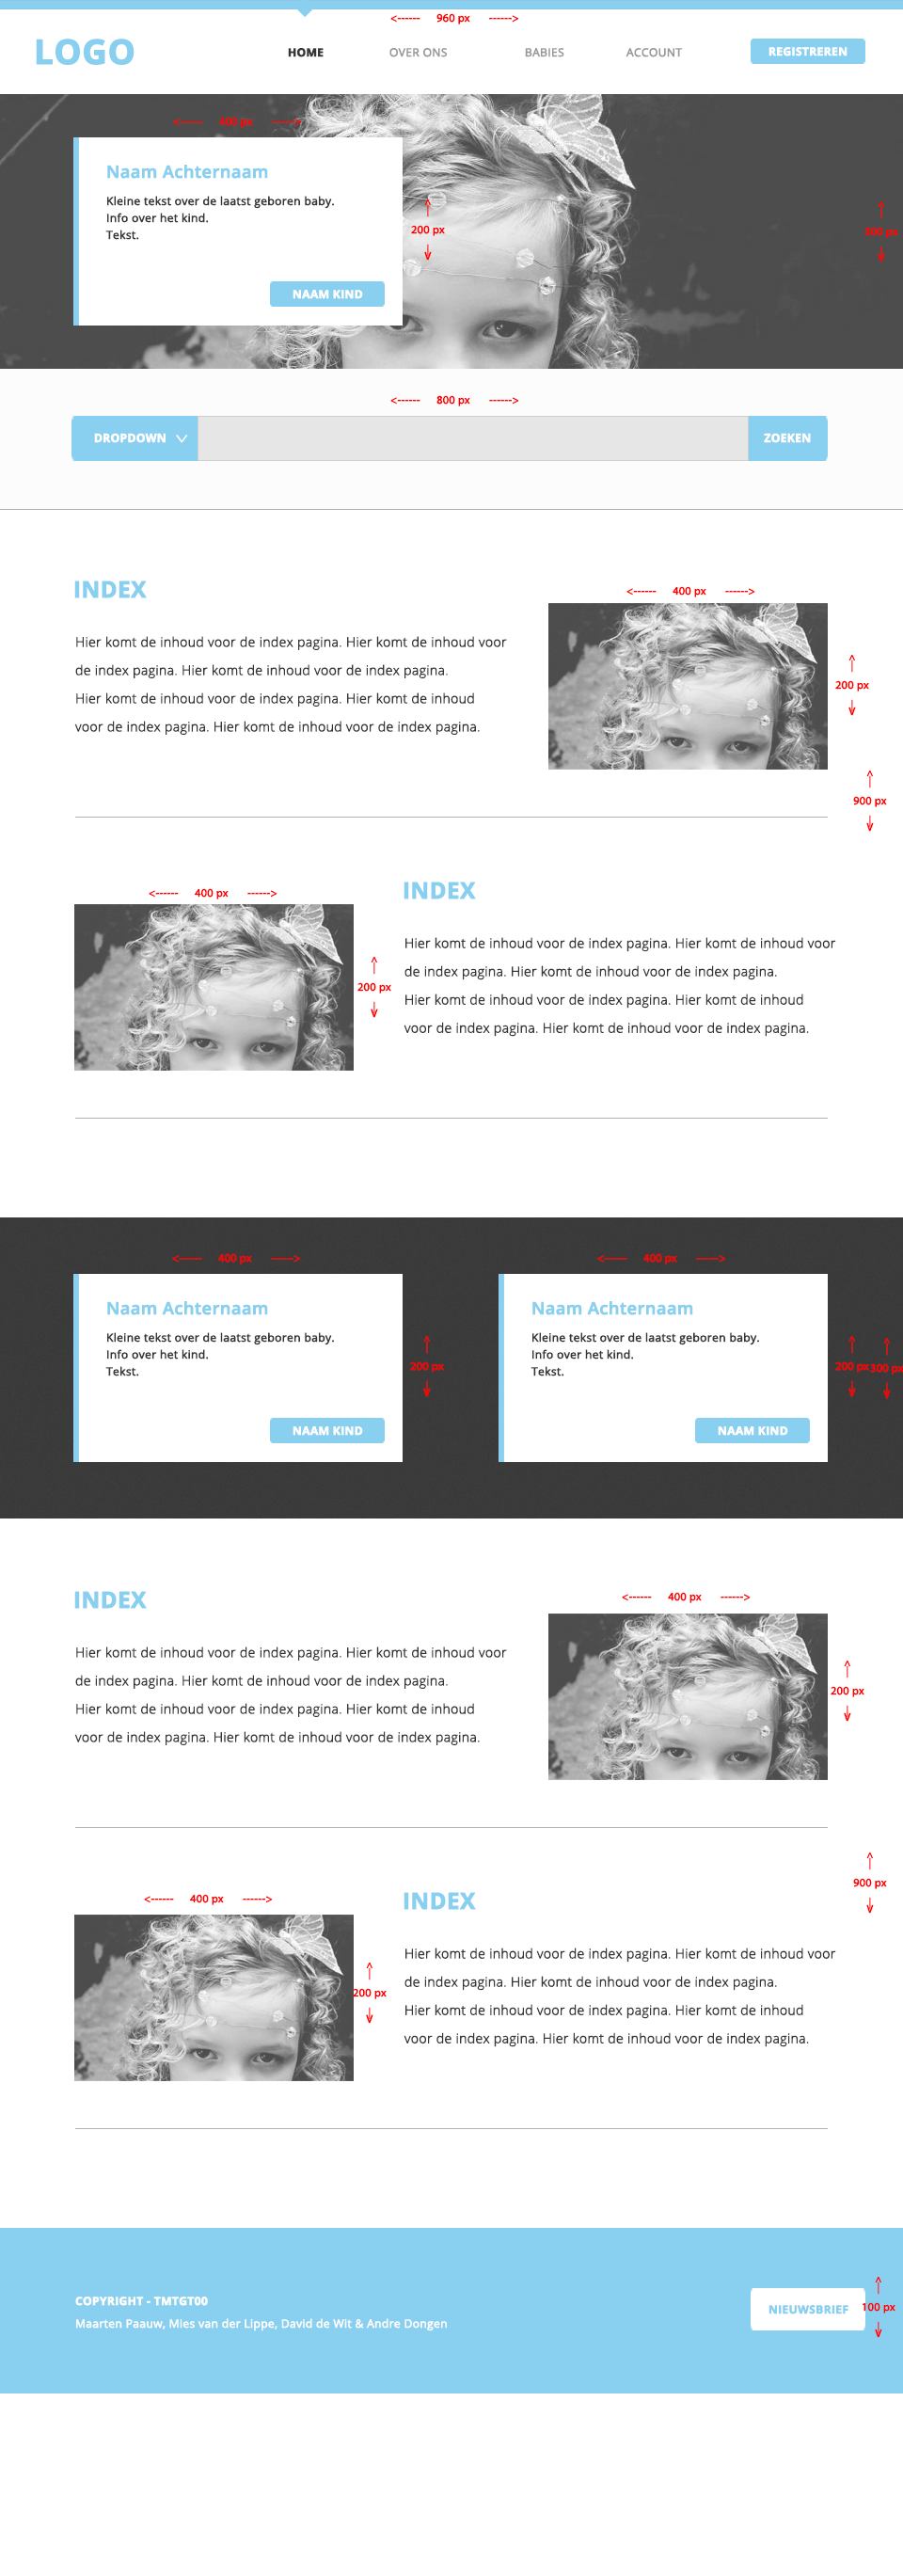 <------ 960 px ------>
LOGO
HOME OVER ONS BABIES ACCOUNT REGISTREREN
<------ 400 px ------>
Naam Achternaam
Kleine tekst over de laatst geboren baby.
Info over het kind.
Tekst.
200 px
300 px
NAAM KIND
<------ 800 px ------>
DROPDOWN ZOEKEN
INDEX
<------ 400 px ------>
Hier komt de inhoud voor de index pagina. Hier komt de inhoud voor
de index pagina. Hier komt de inhoud voor de index pagina.
Hier komt de inhoud voor de index pagina. Hier komt de inhoud
voor de index pagina. Hier komt de inhoud voor de index pagina.
200 px
900 px
<------ 400 px ------>
200 px
INDEX
Hier komt de inhoud voor de index pagina. Hier komt de inhoud voor
de index pagina. Hier komt de inhoud voor de index pagina.
Hier komt de inhoud voor de index pagina. Hier komt de inhoud
voor de index pagina. Hier komt de inhoud voor de index pagina.
<------ 400 px ------>
Naam Achternaam
Kleine tekst over de laatst geboren baby.
Info over het kind.
Tekst.
200 px
NAAM KIND
<------ 400 px ------>
Naam Achternaam
Kleine tekst over de laatst geboren baby.
Info over het kind.
Tekst.
200 px
300 px
NAAM KIND
INDEX
<------ 400 px ------>
Hier komt de inhoud voor de index pagina. Hier komt de inhoud voor
de index pagina. Hier komt de inhoud voor de index pagina.
Hier komt de inhoud voor de index pagina. Hier komt de inhoud
voor de index pagina. Hier komt de inhoud voor de index pagina.
200 px
900 px
<------ 400 px ------>
200 px
INDEX
Hier komt de inhoud voor de index pagina. Hier komt de inhoud voor
de index pagina. Hier komt de inhoud voor de index pagina.
Hier komt de inhoud voor de index pagina. Hier komt de inhoud
voor de index pagina. Hier komt de inhoud voor de index pagina.
COPYRIGHT - TMTGT00
Maarten Paauw, Mies van der Lippe, David de Wit & Andre Dongen
NIEUWSBRIEF
100 px